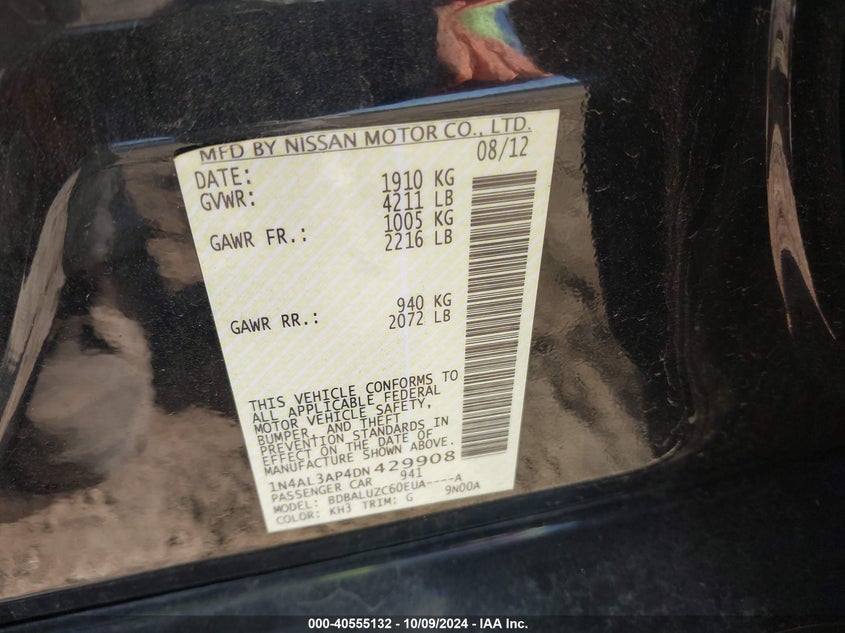 MFD BY NISSAN MOTOR CO., LTD.
DATE: 08/12
GVWR: 1910 KG
4211 LB
GAWR FR.: 1005 KG
2216 LB
GAWR RR.: 940 KG
2072 LB
THIS VEHICLE CONFORMS TO
ALL APPLICABLE FEDERAL
MOTOR VEHICLE SAFETY,
BUMPER, AND THEFT
PREVENTION STANDARDS IN
EFFECT ON THE DATE OF
MANUFACTURE SHOWN ABOVE.
1N4AL3AP4DN429908
PASSENGER CAR 941
MODEL: BDBALUZC60EUA----A
COLOR: KH3 TRIM: G 9N00A
000-40555132 - 10/09/2024 - IAA Inc.